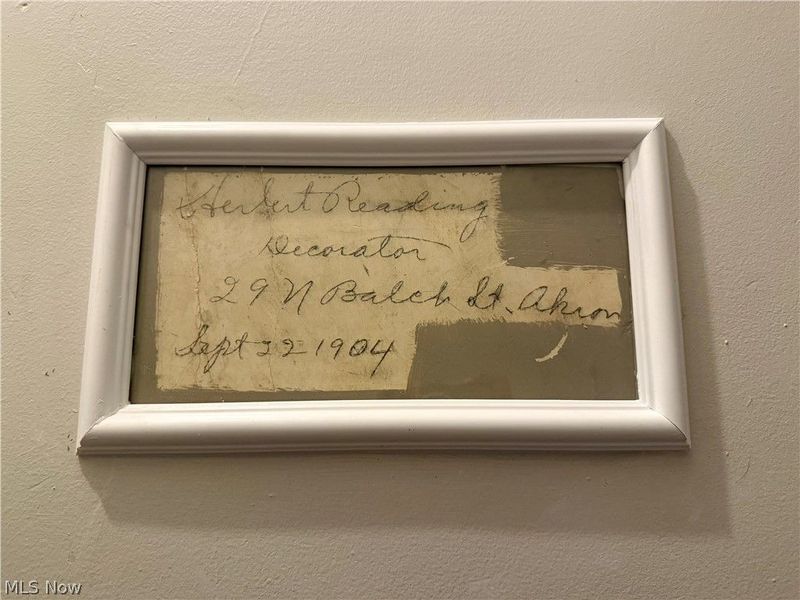 Herbert Reading
Decorator
29 N Balch St. Akron
Sept 22 1904
MLS Now